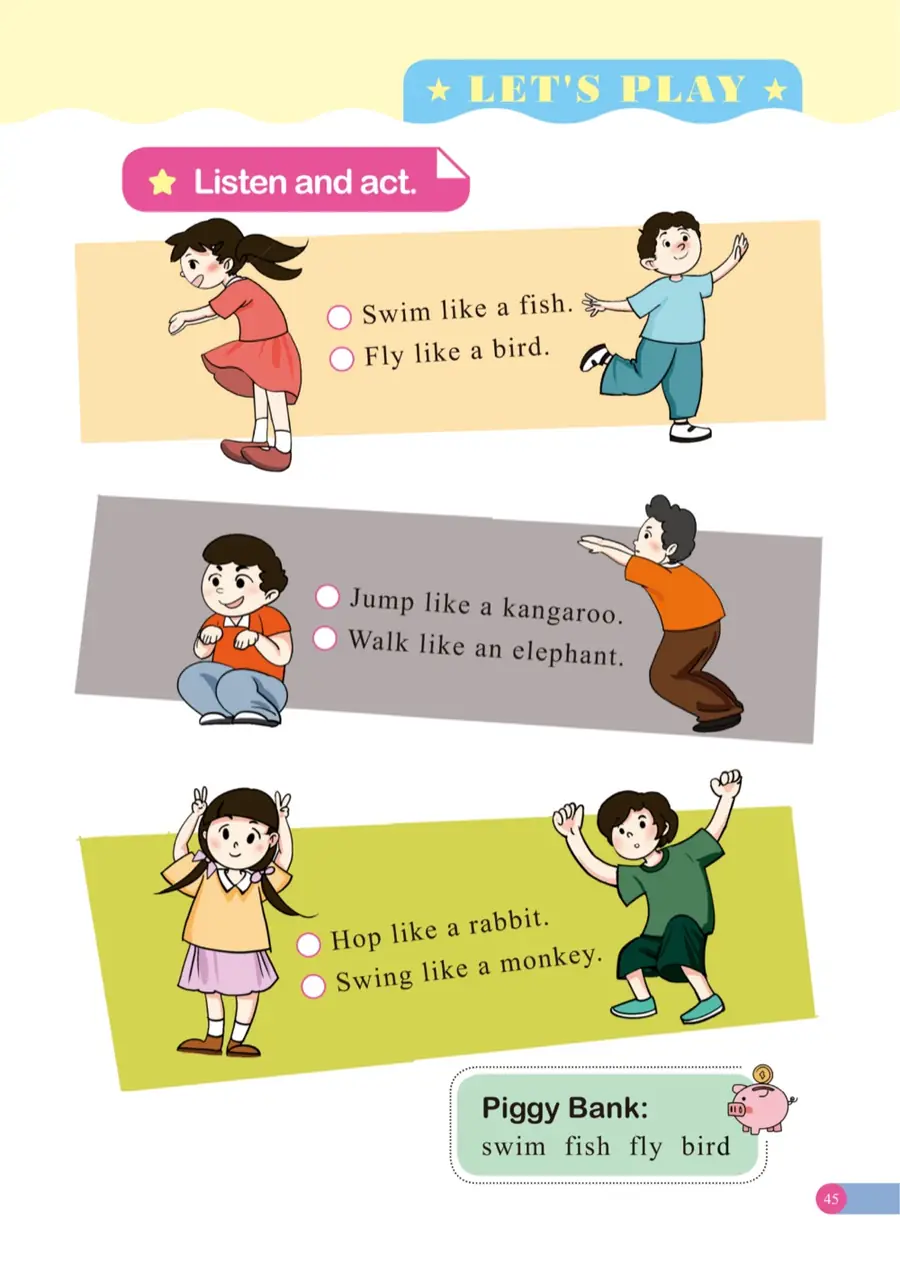 LET'S PLAY
Listen and act.
Swim like a fish.
Fly like a bird.
Jump like a kangaroo.
Walk like an elephant.
Hop like a rabbit.
Swing like a monkey.
Piggy Bank:
swim fish fly bird
45